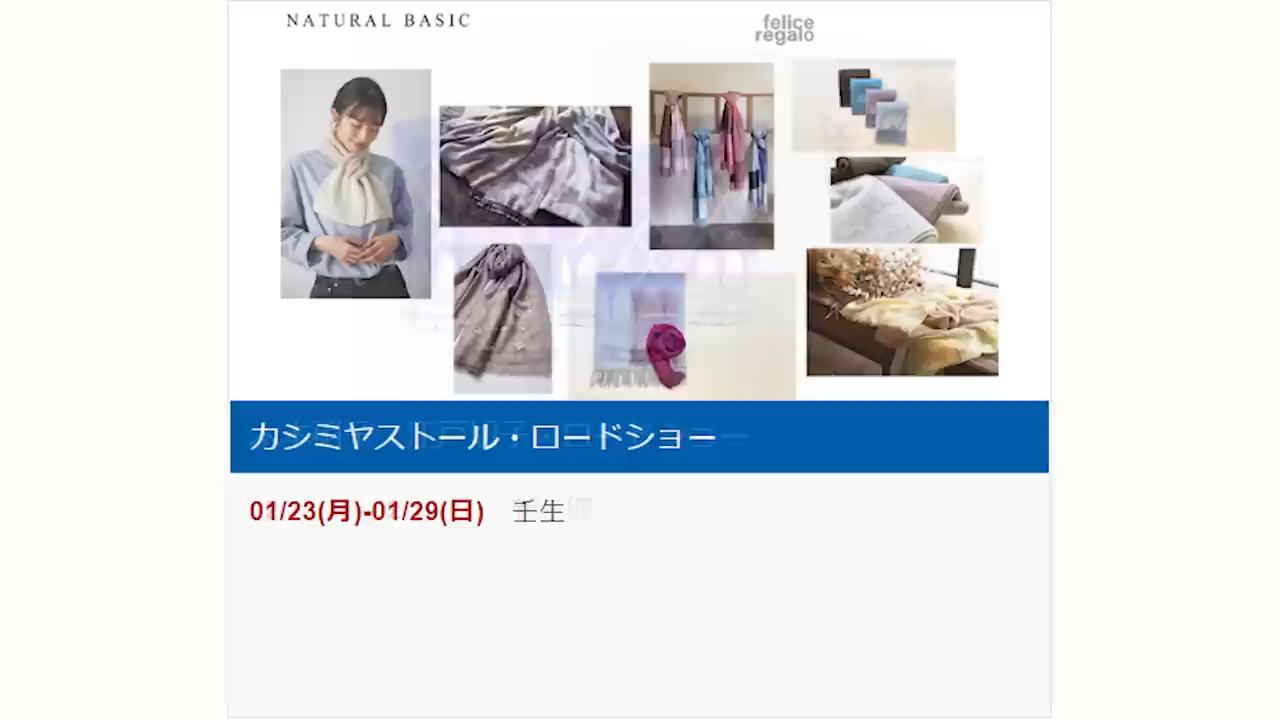 NATURAL BASIC
felice
regalo
カシミヤストール・ロードショー
01/23(月)-01/29(日) 壬生